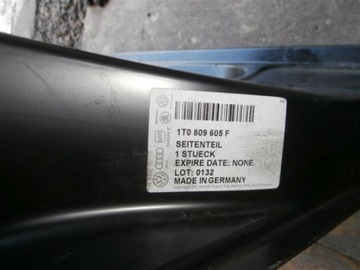 1T0 809 605 F
SEITENTEIL
1 STUECK
EXPIRE DATE: NONE
LOT: 0132
MADE IN GERMANY